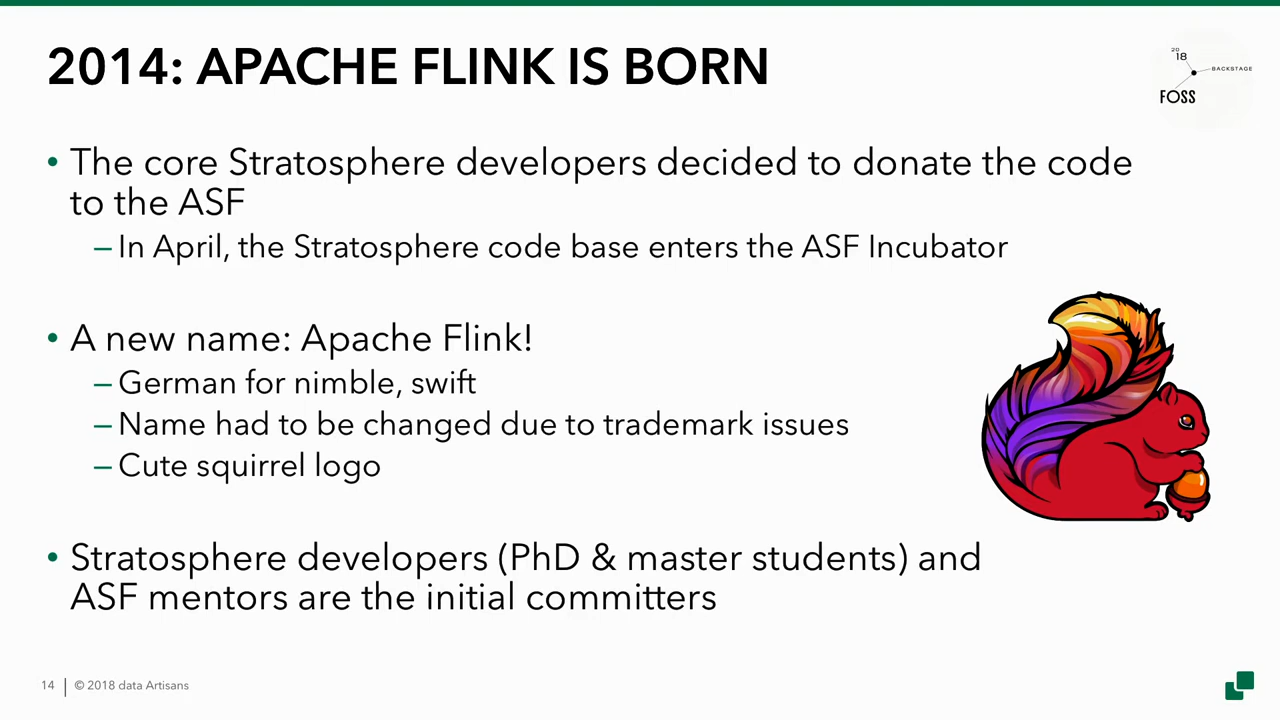 2014: APACHE FLINK IS BORN
20
18
BACKSTAGE
FOSS
• The core Stratosphere developers decided to donate the code
to the ASF
– In April, the Stratosphere code base enters the ASF Incubator
• A new name: Apache Flink!
– German for nimble, swift
– Name had to be changed due to trademark issues
– Cute squirrel logo
• Stratosphere developers (PhD & master students) and
ASF mentors are the initial committers
14 | © 2018 data Artisans